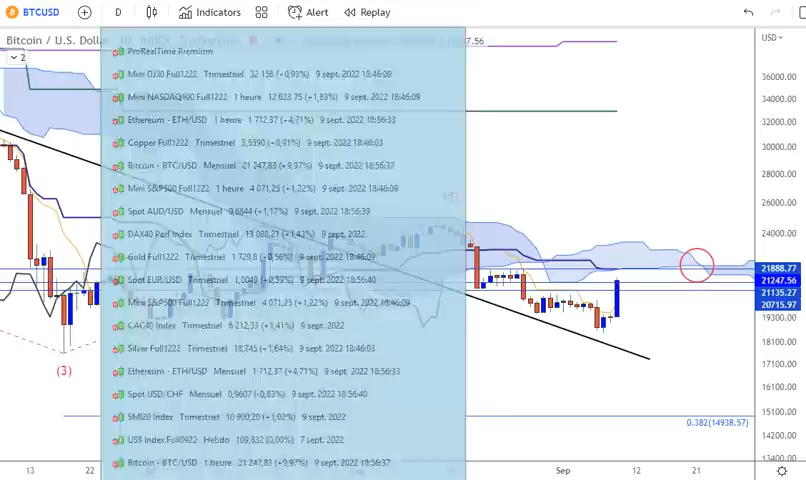 BTCUSD D Indicators Alert Replay
Bitcoin / U.S. Dollar 1D INDEX TradingView
2
USD
ProRealTime Premium
Mini DJ30 Full1222 Trimestriel 32 158 (+0,99%) 9 sept. 2022 18:46:09
Mini NASDAQ100 Full1222 1 heure 12 623,75 (+1,83%) 9 sept. 2022 18:46:09
Ethereum - ETH/USD 1 heure 1 712,37 (+4,71%) 9 sept. 2022 18:56:33
Copper Full1222 Trimestriel 3,5590 (+0,91%) 9 sept. 2022 18:46:03
Bitcoin - BTC/USD Mensuel 21 247,83 (+9,97%) 9 sept. 2022 18:56:37
Mini S&P500 Full1222 1 heure 4 071,25 (+1,22%) 9 sept. 2022 18:46:09
Spot AUD/USD Mensuel 0,6844 (+1,17%) 9 sept. 2022 18:56:39
DAX40 Perf Index Trimestriel 13 088,21 (+1,43%) 9 sept. 2022
Gold Full1222 Trimestriel 1 729,8 (+0,56%) 9 sept. 2022 18:46:09
Spot EUR/USD Mensuel 1,0049 (+0,39%) 9 sept. 2022 18:56:40
Mini S&P500 Full1222 Trimestriel 4 071,25 (+1,22%) 9 sept. 2022 18:46:09
CAC40 Index Trimestriel 6 212,33 (+1,41%) 9 sept. 2022
Silver Full1222 Trimestriel 18,745 (+1,64%) 9 sept. 2022 18:46:03
Ethereum - ETH/USD Mensuel 1 712,37 (+4,71%) 9 sept. 2022 18:56:33
Spot USD/CHF Mensuel 0,9607 (-0,83%) 9 sept. 2022 18:56:40
SMI20 Index Trimestriel 10 900,20 (+1,02%) 9 sept. 2022
US$ Index Full0922 Hebdo 109,832 (0,00%) 7 sept. 2022
Bitcoin - BTC/USD 1 heure 21 247,83 (+9,97%) 9 sept. 2022 18:56:37
(3)
(4)
36000.00
34000.00
32000.00
30000.00
28000.00
26000.00
24000.00
22500.00
21888.77
21247.56
21135.27
20715.97
19300.00
18300.00
17100.00
16000.00
0.382(14938.57)
15000.00
14200.00
13400.00
13 22 Sep 12 21